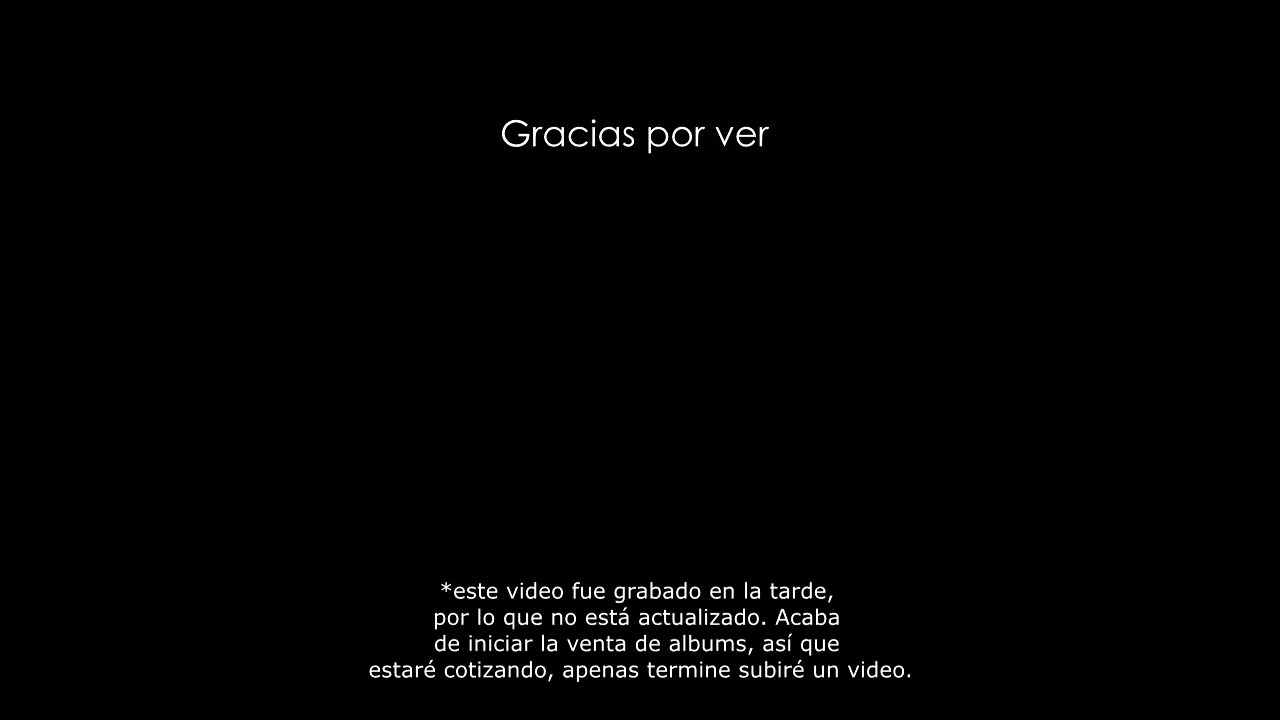 Gracias por ver
*este video fue grabado en la tarde,
por lo que no está actualizado. Acaba
de iniciar la venta de albums, así que
estaré cotizando, apenas termine subiré un video.